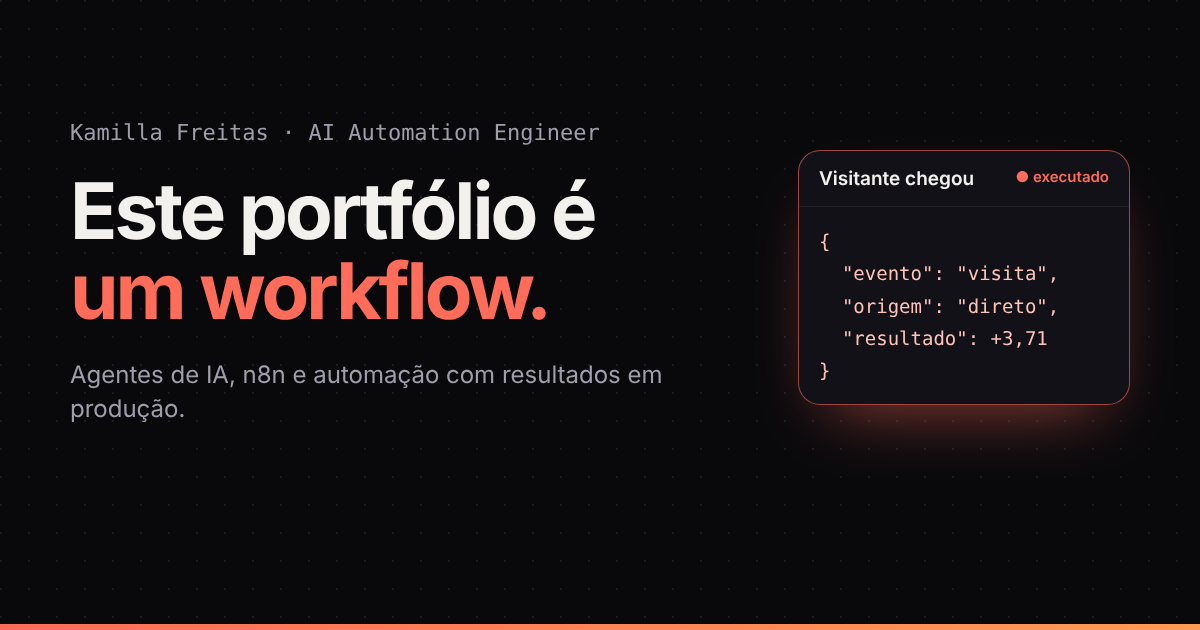 Kamilla Freitas · AI Automation Engineer
Este portfólio é
um workflow.
Agentes de IA, n8n e automação com resultados em
produção.
Visitante chegou
executado
{
"evento": "visita",
"origem": "direto",
"resultado": +3,71
}